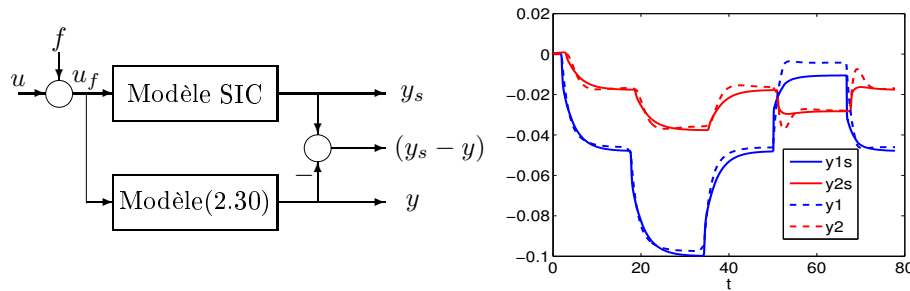 f
u
u_f
Modèle SIC
y_s
(y_s − y)
−
Modèle(2.30)
y
0.02
0
−0.02
−0.04
−0.06
−0.08
−0.1
0 20 40 60 80
t
y1s
y2s
y1
y2